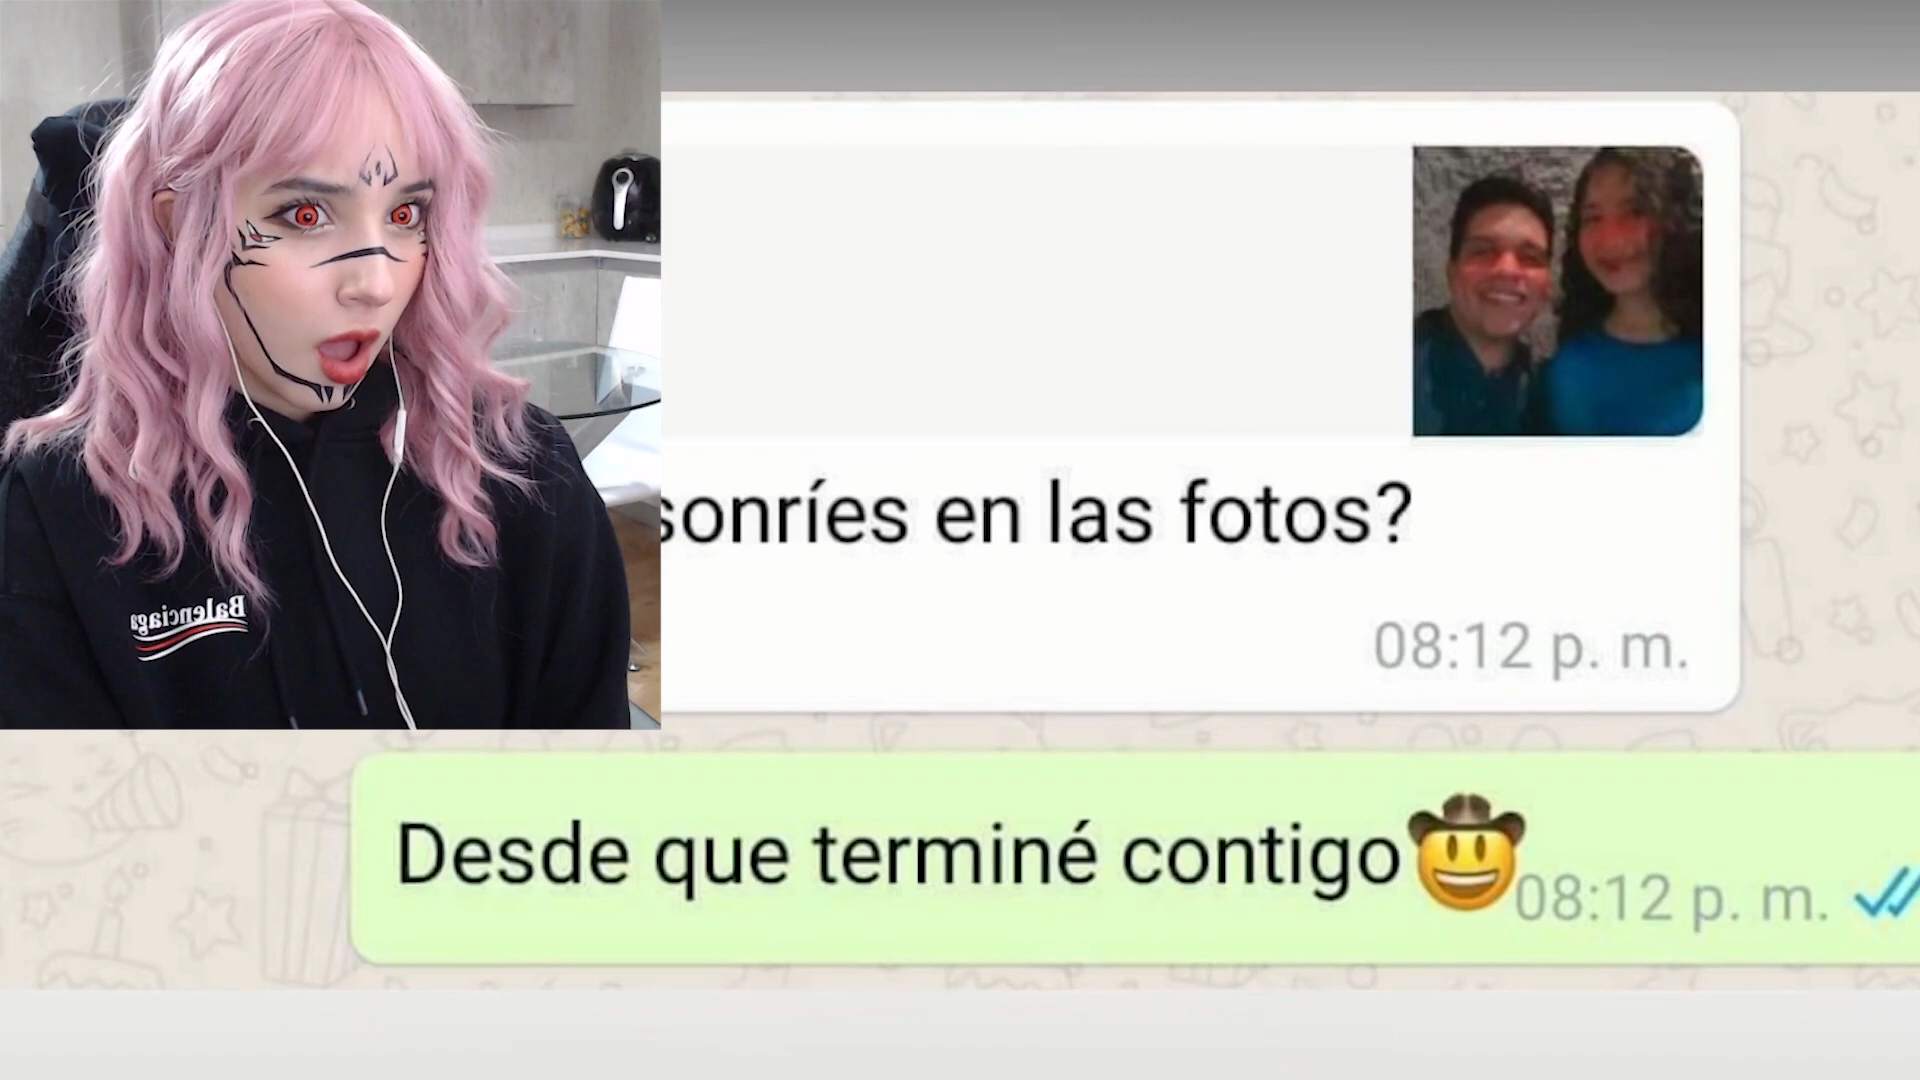 sonríes en las fotos?
08:12 p. m.
Desde que terminé contigo🤠
08:12 p. m.
Balenciaga